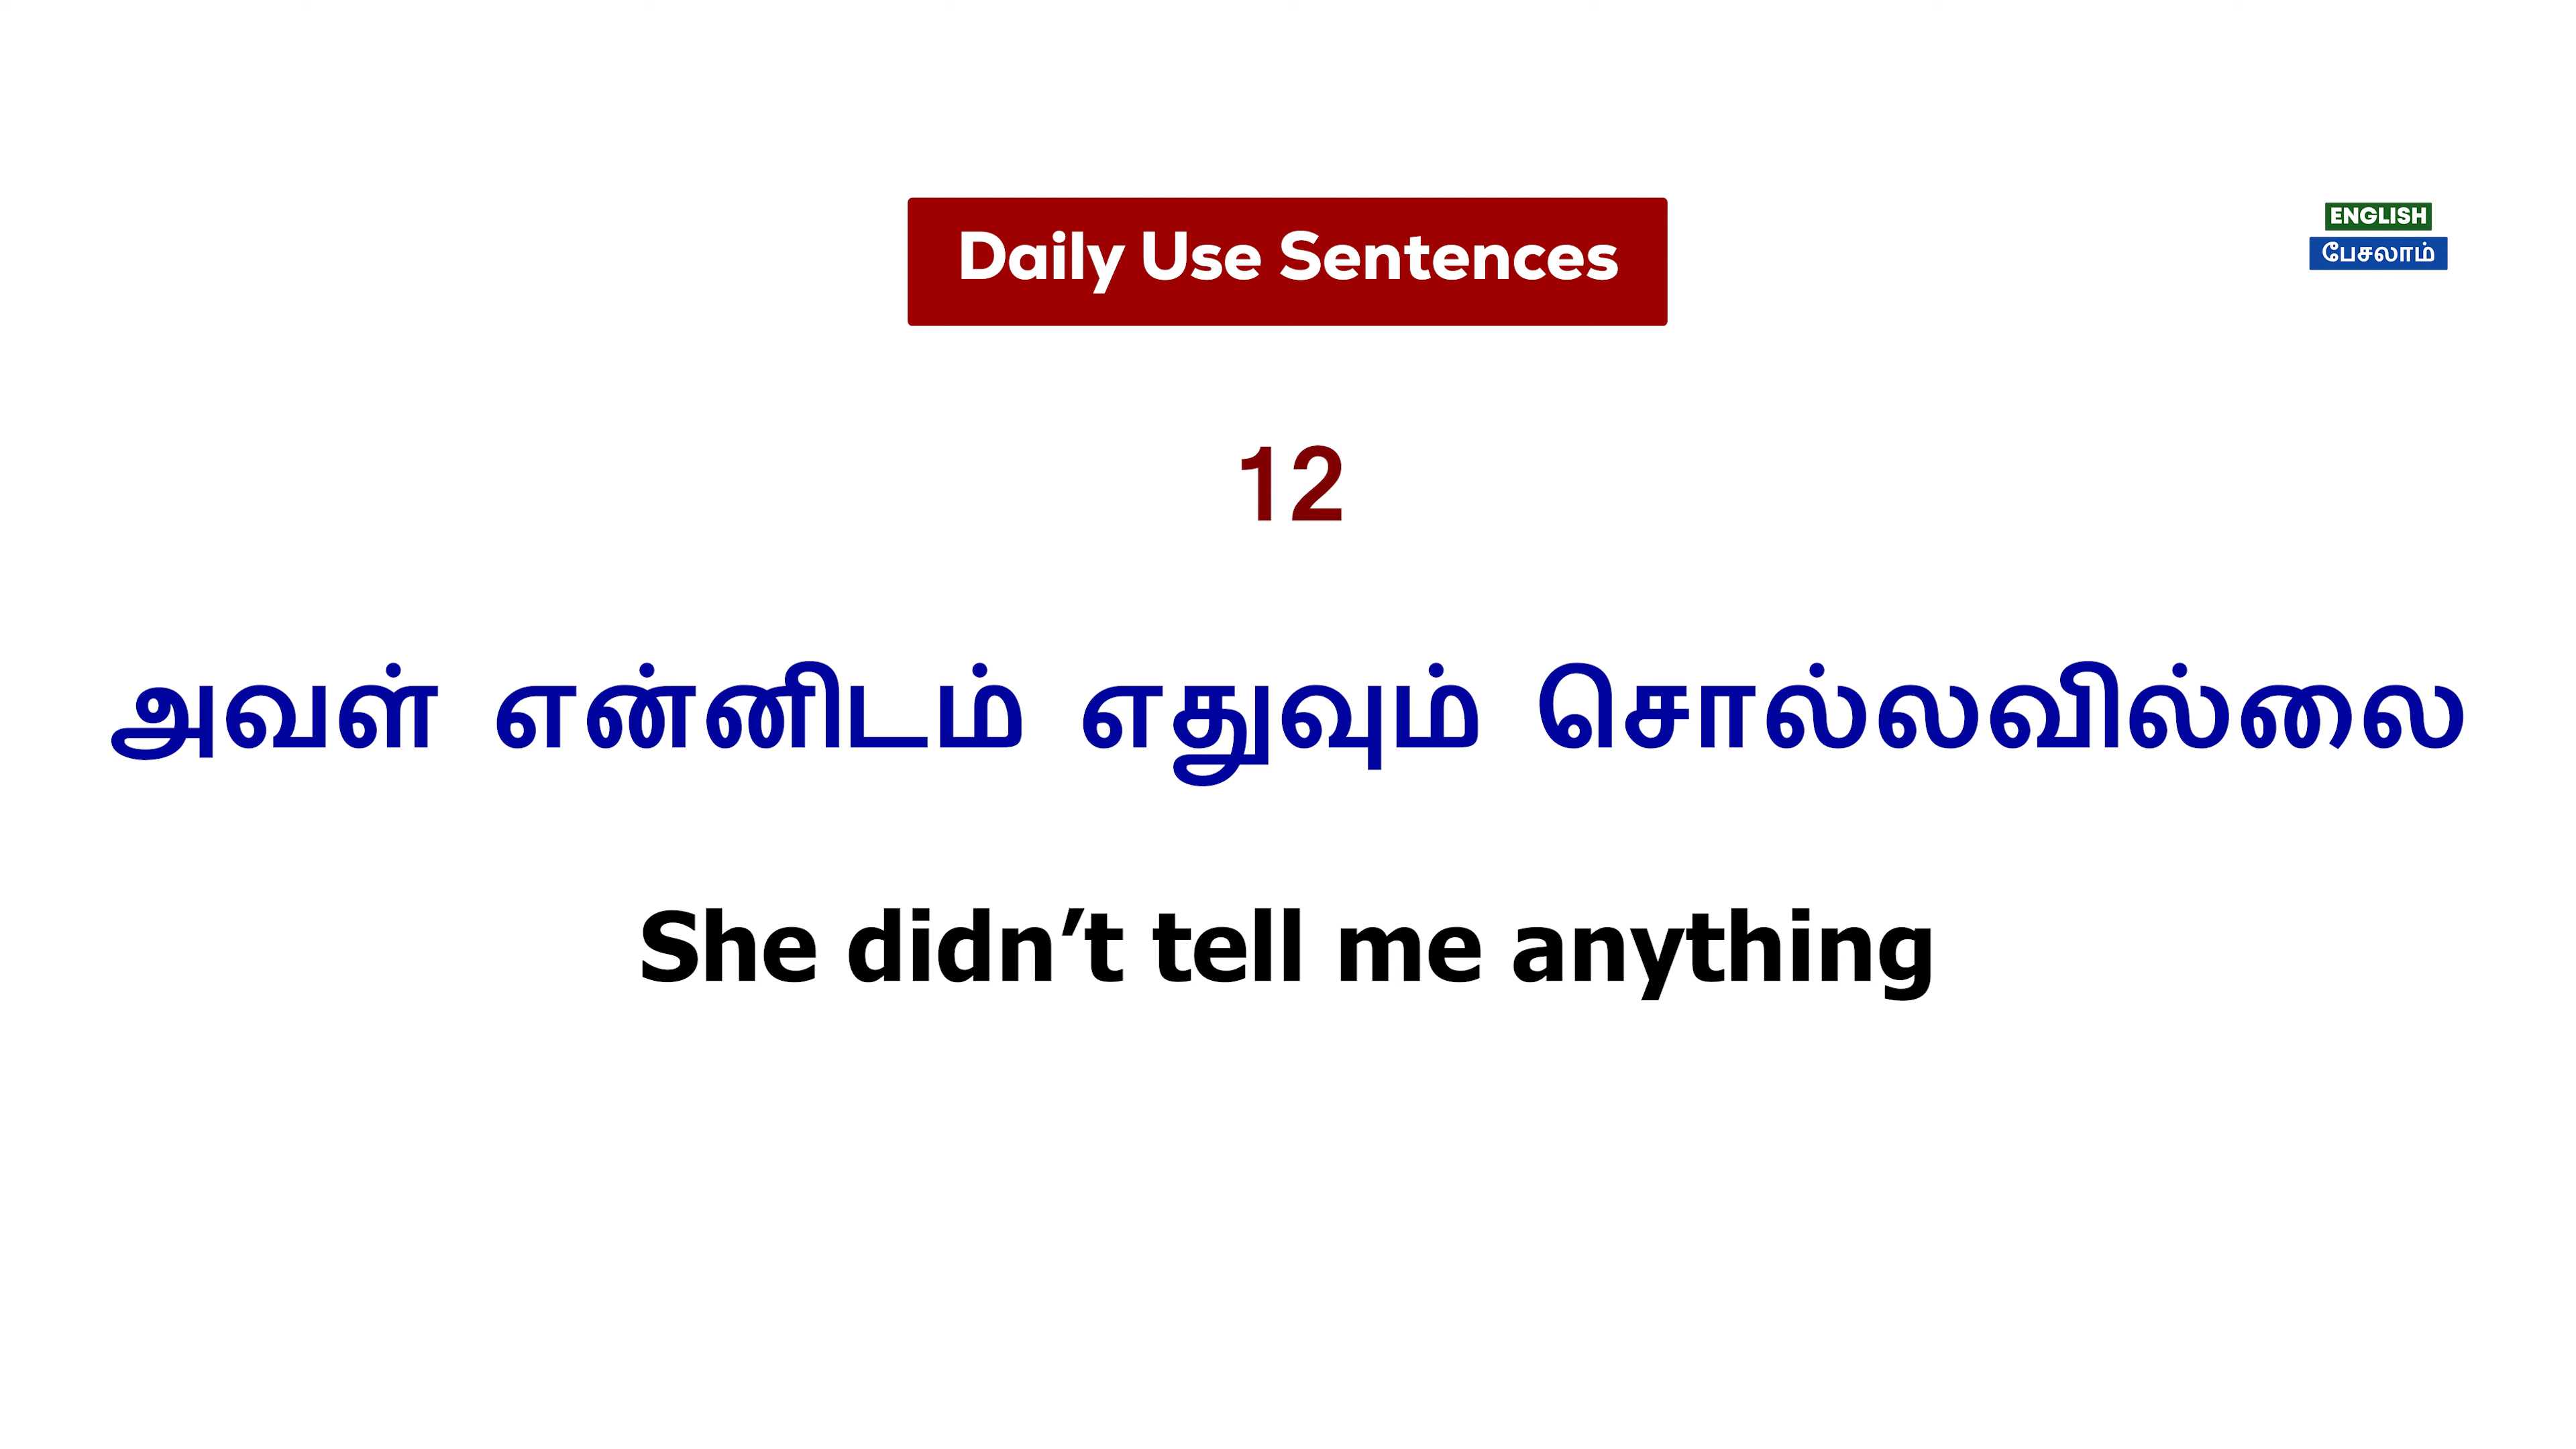 Daily Use Sentences
ENGLISH
பேசலாம்
12
அவள் என்னிடம் எதுவும் சொல்லவில்லை
She didn’t tell me anything